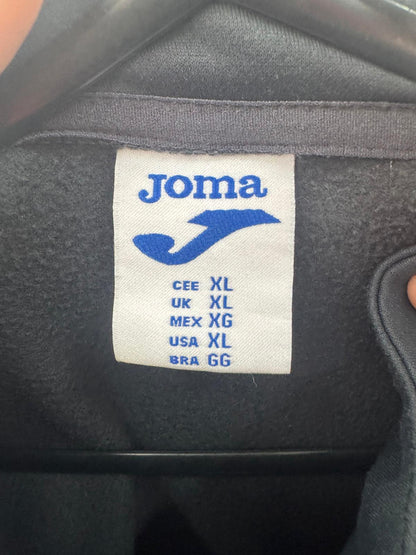 Joma
CEE XL
UK XL
MEX XG
USA XL
BRA GG